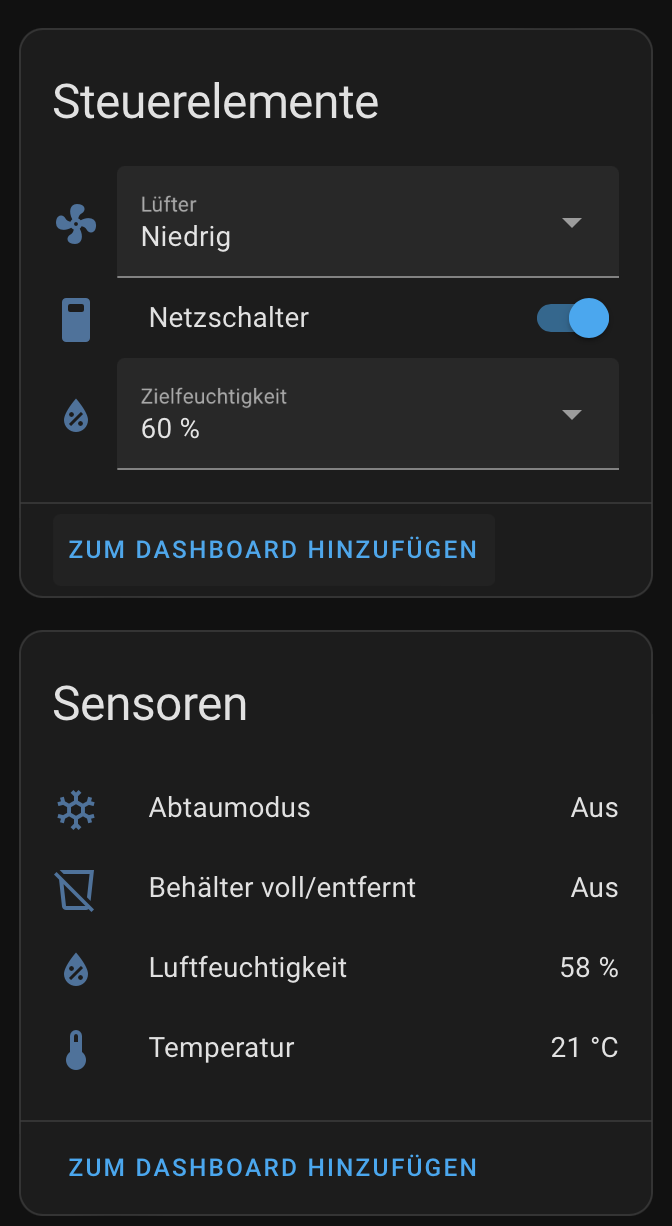 Steuerelemente
Lüfter
Niedrig
Netzschalter
Zielfeuchtigkeit
60 %
ZUM DASHBOARD HINZUFÜGEN
Sensoren
Abtaumodus Aus
Behälter voll/entfernt Aus
Luftfeuchtigkeit 58 %
Temperatur 21 °C
ZUM DASHBOARD HINZUFÜGEN